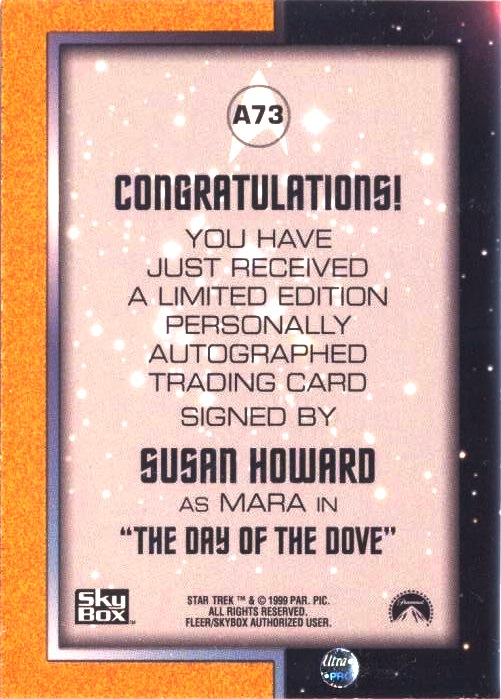 A73
CONGRATULATIONS!
YOU HAVE
JUST RECEIVED
A LIMITED EDITION
PERSONALLY
AUTOGRAPHED
TRADING CARD
SIGNED BY
SUSAN HOWARD
AS MARA IN
"THE DAY OF THE DOVE"
Sky
BOX™
STAR TREK ™ & © 1999 PAR. PIC.
ALL RIGHTS RESERVED.
FLEER/SKYBOX AUTHORIZED USER.
Paramount
Ultra
PRO